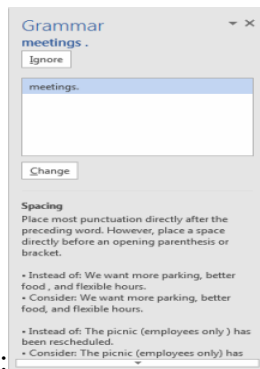 Grammar
meetings .
Ignore
meetings.
Change
Spacing
Place most punctuation directly after the
preceding word. However, place a space
directly before an opening parenthesis or
bracket.
• Instead of: We want more parking, better
food , and flexible hours.
• Consider: We want more parking, better
food, and flexible hours.
• Instead of: The picnic (employees only ) has
been rescheduled.
• Consider: The picnic (employees only) has